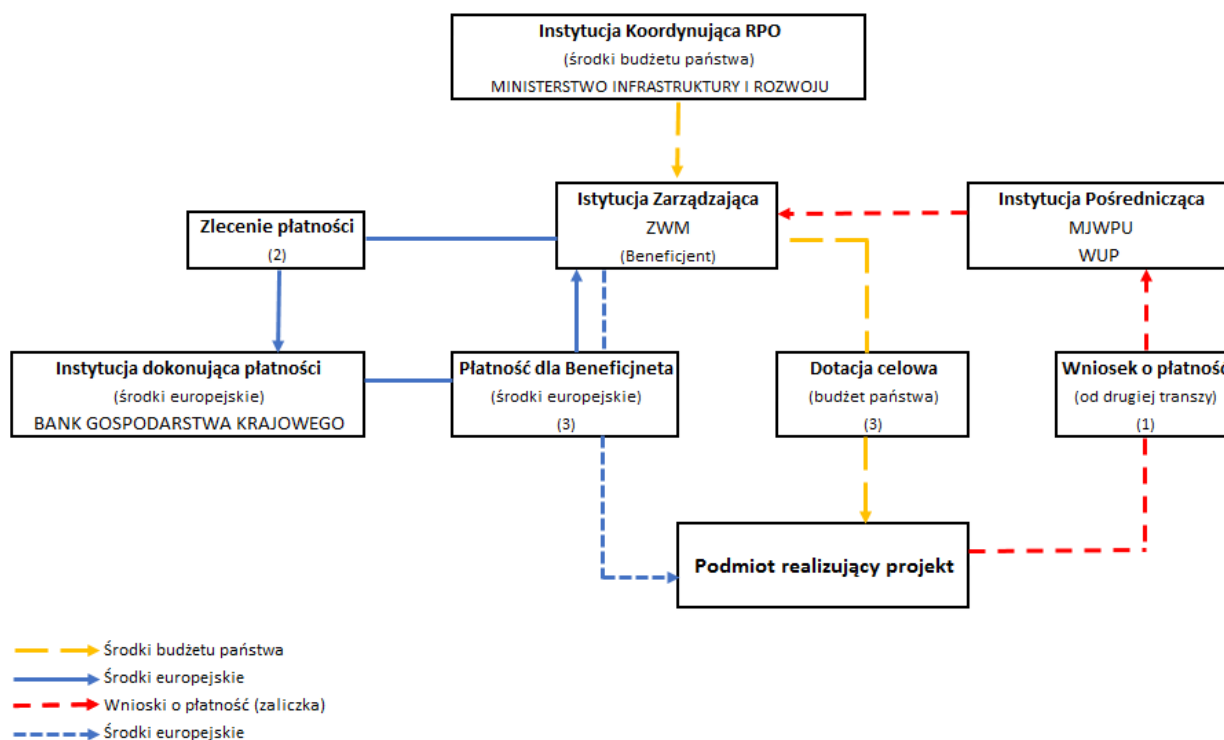 Instytucja Koordynująca RPO
(środki budżetu państwa)
MINISTERSTWO INFRASTRUKTURY I ROZWOJU
Istytucja Zarządzająca
ZWM
(Beneficjent)
Instytucja Pośrednicząca
MJWPU
WUP
Zlecenie płatności
(2)
Instytucja dokonująca płatności
(środki europejskie)
BANK GOSPODARSTWA KRAJOWEGO
Płatność dla Beneficjneta
(środki europejskie)
(3)
Dotacja celowa
(budżet państwa)
(3)
Wniosek o płatność
(od drugiej transzy)
(1)
Podmiot realizujący projekt
Środki budżetu państwa
Środki europejskie
Wnioski o płatność (zaliczka)
Środki europejskie